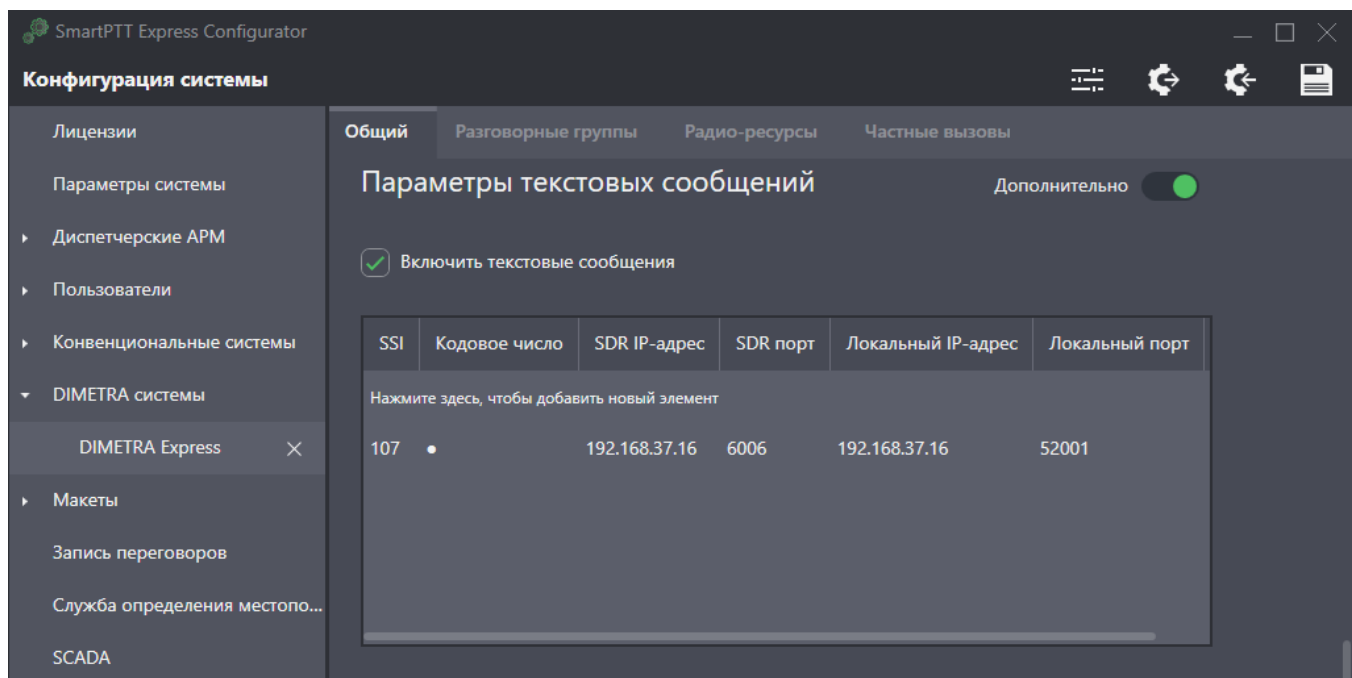 SmartPTT Express Configurator
Конфигурация системы
Лицензии
Параметры системы
Диспетчерские АРМ
Пользователи
Конвенциональные системы
DIMETRA системы
DIMETRA Express
Макеты
Запись переговоров
Служба определения местопо...
SCADA
Общий Разговорные группы Радио-ресурсы Частные вызовы
Параметры текстовых сообщений Дополнительно
Включить текстовые сообщения
SSI Кодовое число SDR IP-адрес SDR порт Локальный IP-адрес Локальный порт
Нажмите здесь, чтобы добавить новый элемент
107 ● 192.168.37.16 6006 192.168.37.16 52001